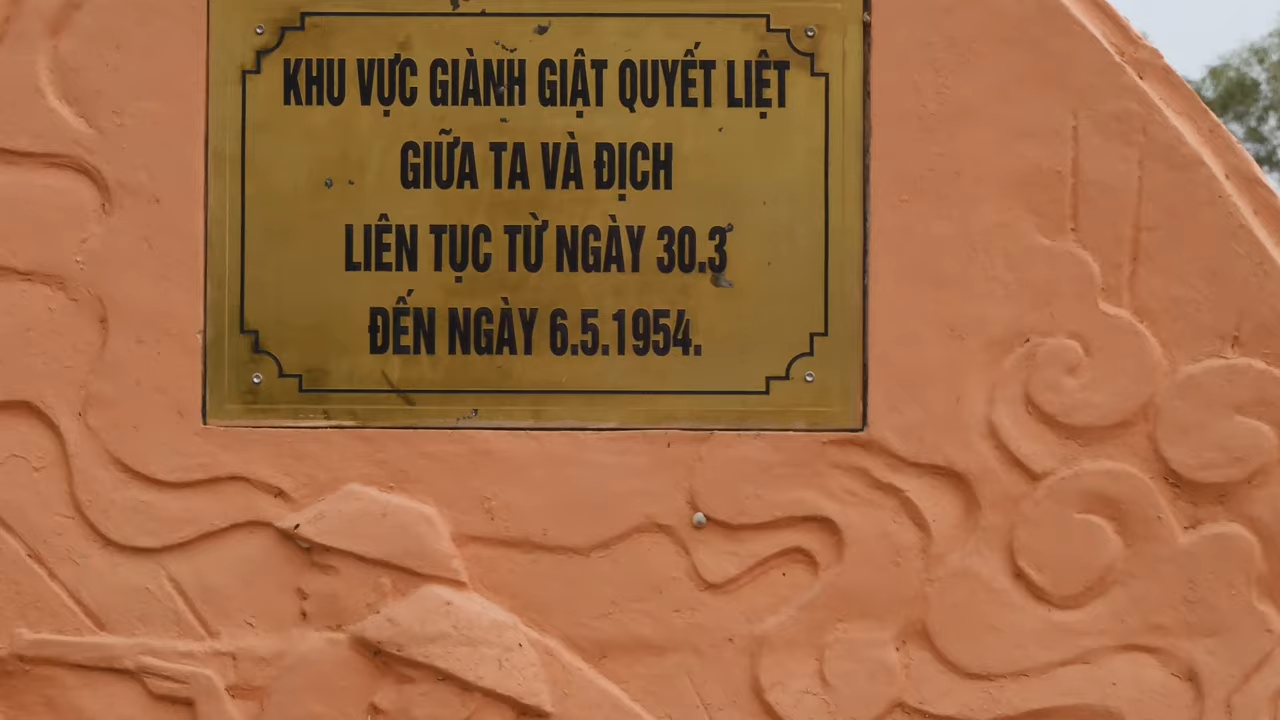 KHU VỰC GIÀNH GIẬT QUYẾT LIỆT
GIỮA TA VÀ ĐỊCH
LIÊN TỤC TỪ NGÀY 30.3
ĐẾN NGÀY 6.5.1954.